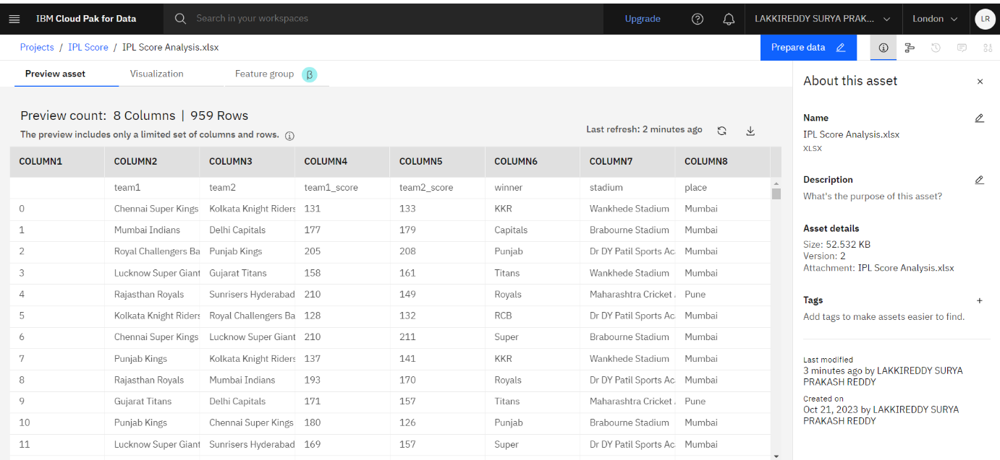 IBM Cloud Pak for Data
Search in your workspaces
Upgrade
LAKKIREDDY SURYA PRAK...
London
LR
Projects / IPL Score / IPL Score Analysis.xlsx
Prepare data
Preview asset
Visualization
Feature group β
Preview count: 8 Columns | 959 Rows
The preview includes only a limited set of columns and rows.
Last refresh: 2 minutes ago
COLUMN1 COLUMN2 COLUMN3 COLUMN4 COLUMN5 COLUMN6 COLUMN7 COLUMN8
team1 team2 team1_score team2_score winner stadium place
0 Chennai Super Kings Kolkata Knight Riders 131 133 KKR Wankhede Stadium Mumbai
1 Mumbai Indians Delhi Capitals 177 179 Capitals Brabourne Stadium Mumbai
2 Royal Challengers Ba Punjab Kings 205 208 Punjab Dr DY Patil Sports Ac Mumbai
3 Lucknow Super Giant Gujarat Titans 158 161 Titans Wankhede Stadium Mumbai
4 Rajasthan Royals Sunrisers Hyderabad 210 149 Royals Maharashtra Cricket Pune
5 Kolkata Knight Riders Royal Challengers Ba 128 132 RCB Dr DY Patil Sports Ac Mumbai
6 Chennai Super Kings Lucknow Super Giant 210 211 Super Brabourne Stadium Mumbai
7 Punjab Kings Kolkata Knight Riders 137 141 KKR Wankhede Stadium Mumbai
8 Rajasthan Royals Mumbai Indians 193 170 Royals Dr DY Patil Sports Ac Mumbai
9 Gujarat Titans Delhi Capitals 171 157 Titans Maharashtra Cricket Pune
10 Punjab Kings Chennai Super Kings 180 126 Punjab Brabourne Stadium Mumbai
11 Lucknow Super Giant Sunrisers Hyderabad 169 157 Super Dr DY Patil Sports Ac Mumbai
About this asset
Name
IPL Score Analysis.xlsx
XLSX
Description
What's the purpose of this asset?
Asset details
Size: 52.532 KB
Version: 2
Attachment: IPL Score Analysis.xlsx
Tags
Add tags to make assets easier to find.
Last modified
3 minutes ago by LAKKIREDDY SURYA
PRAKASH REDDY
Created on
Oct 21, 2023 by LAKKIREDDY SURYA
PRAKASH REDDY